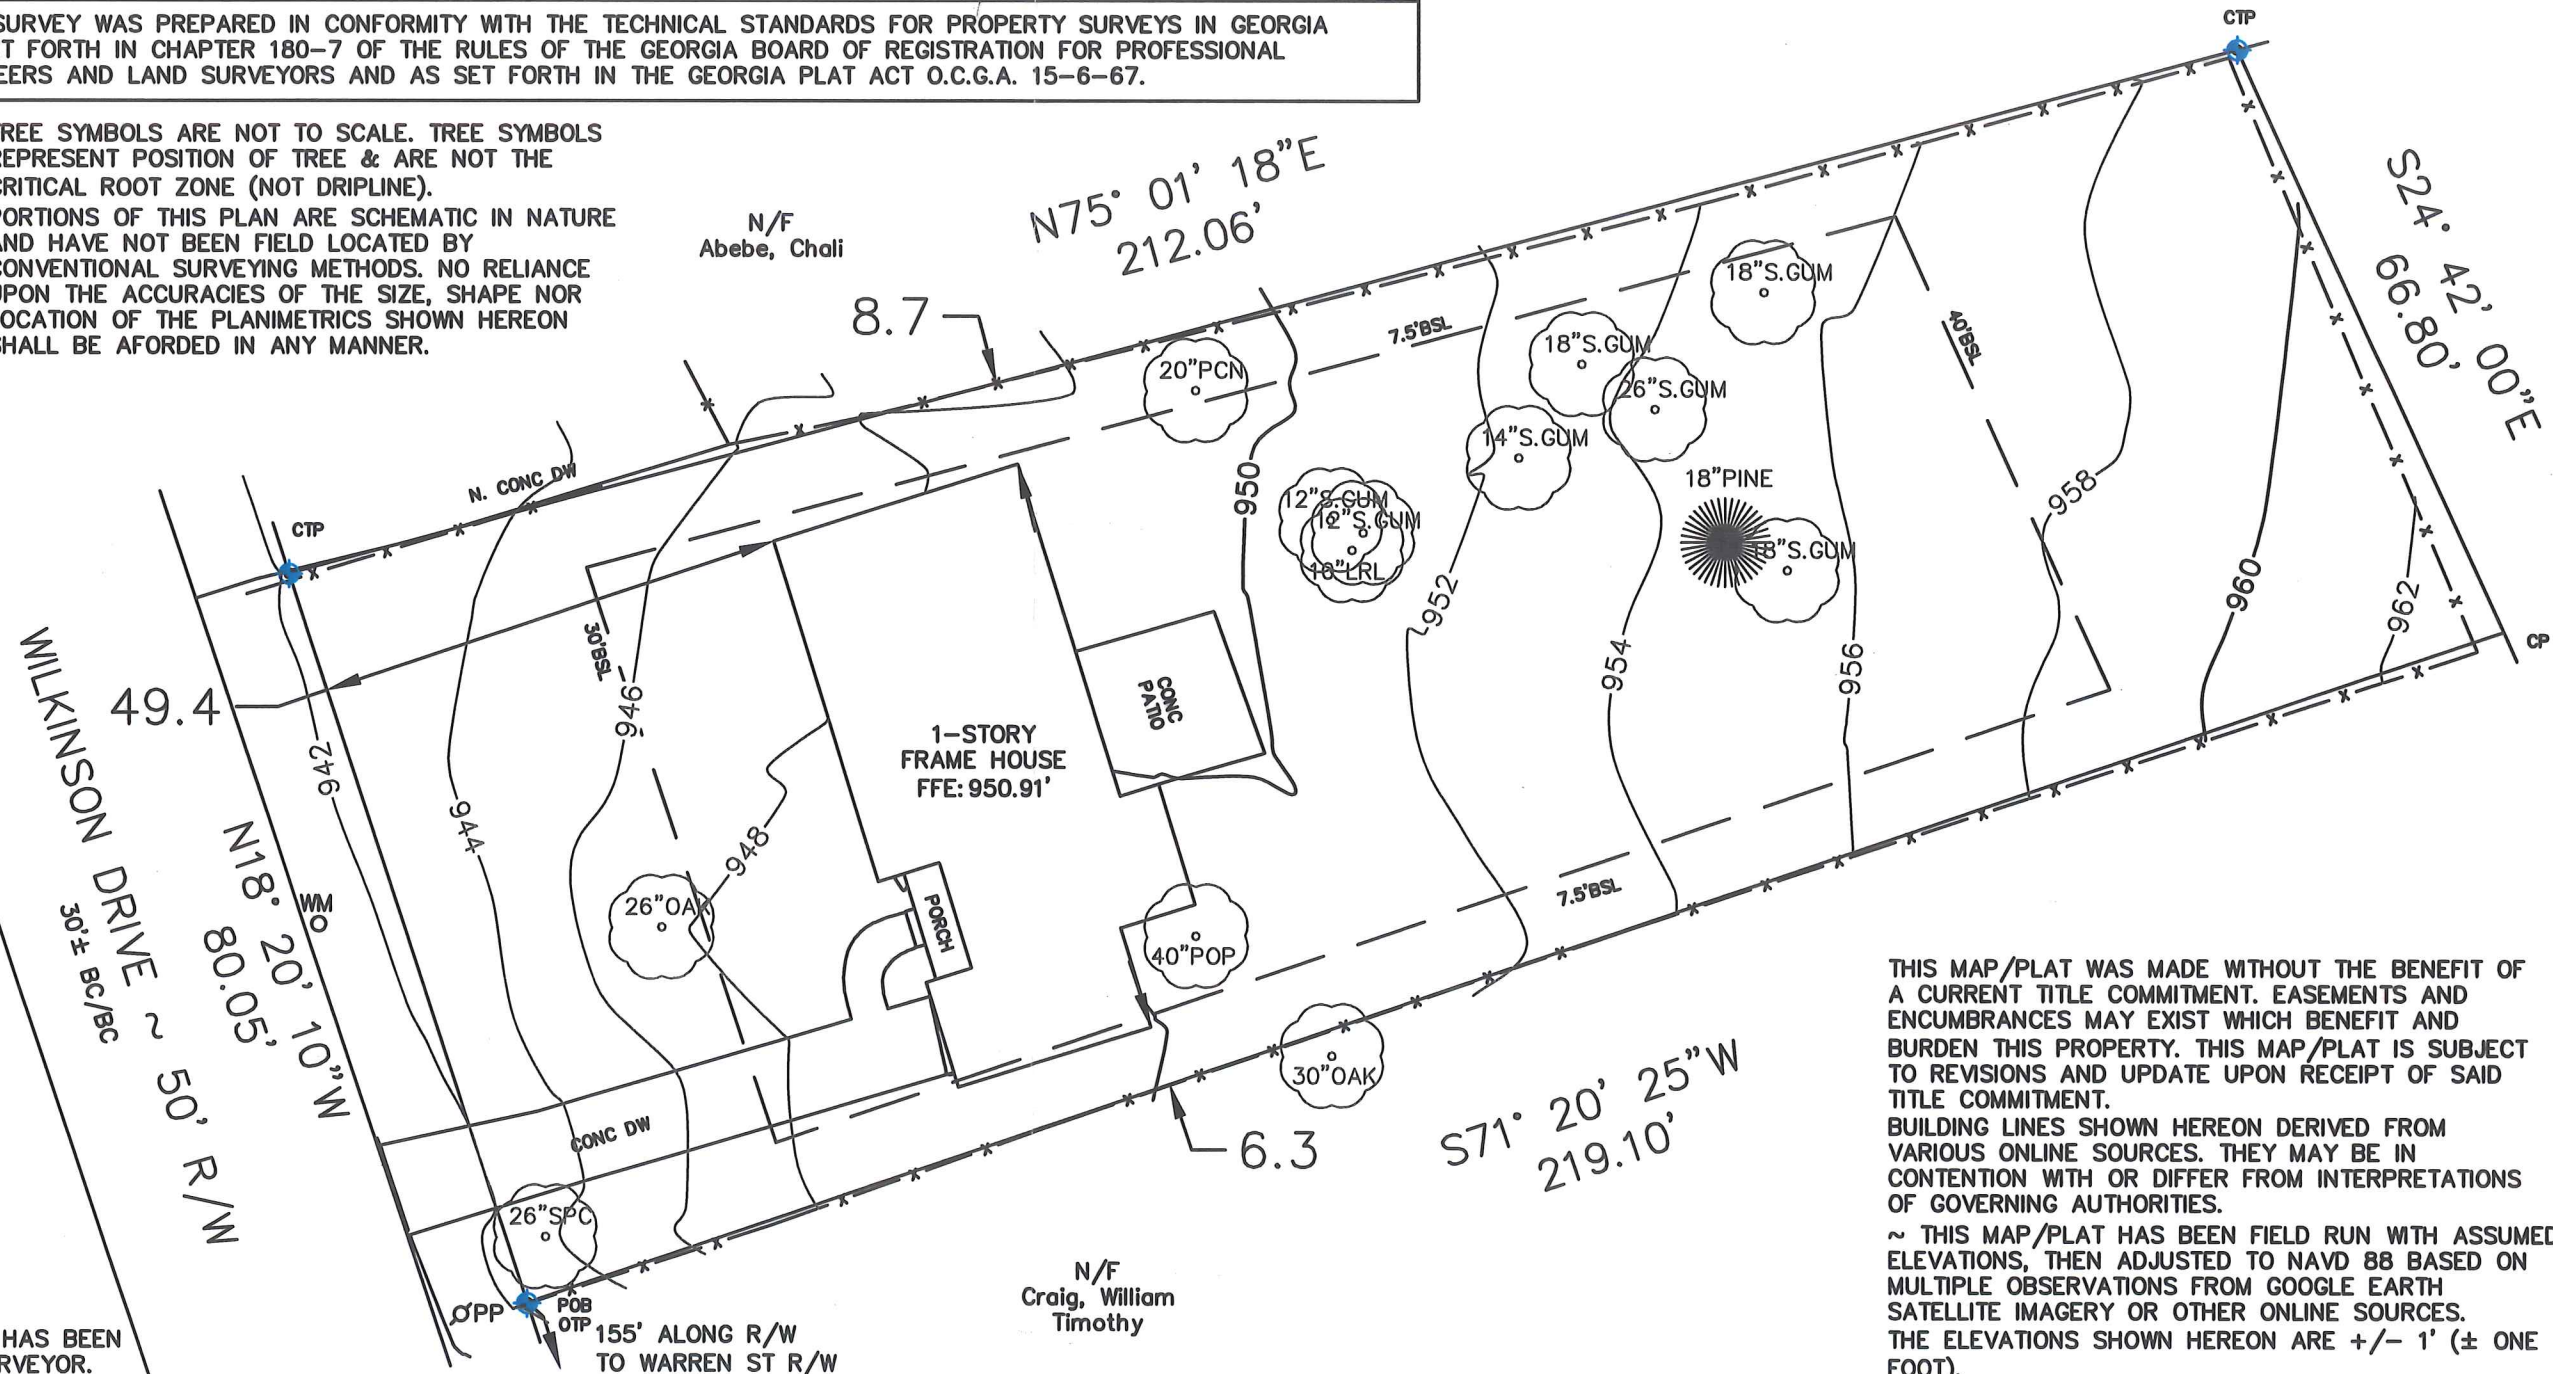 SURVEY WAS PREPARED IN CONFORMITY WITH THE TECHNICAL STANDARDS FOR PROPERTY SURVEYS IN GEORGIA
T FORTH IN CHAPTER 180-7 OF THE RULES OF THE GEORGIA BOARD OF REGISTRATION FOR PROFESSIONAL
EERS AND LAND SURVEYORS AND AS SET FORTH IN THE GEORGIA PLAT ACT O.C.G.A. 15-6-67.
TREE SYMBOLS ARE NOT TO SCALE. TREE SYMBOLS
REPRESENT POSITION OF TREE & ARE NOT THE
CRITICAL ROOT ZONE (NOT DRIPLINE).
PORTIONS OF THIS PLAN ARE SCHEMATIC IN NATURE
AND HAVE NOT BEEN FIELD LOCATED BY
CONVENTIONAL SURVEYING METHODS. NO RELIANCE
UPON THE ACCURACIES OF THE SIZE, SHAPE NOR
LOCATION OF THE PLANIMETRICS SHOWN HEREON
SHALL BE AFORDED IN ANY MANNER.
N/F
Abebe, Chali
N75° 01' 18"E
212.06'
8.7
CTP
S24° 42' 00"E
66.80'
7.5'BSL
40'BSL
18"S.GUM
18"S.GUM
26"S.GUM
14"S.GUM
20"PCN
12"S.GUM
12"S.GUM
16"LRL
18"PINE
18"S.GUM
950
952
954
956
958
960
962
CP
N. CONC DW
CTP
30'BSL
49.4
942
944
946
948
1-STORY
FRAME HOUSE
FFE: 950.91'
CONC
PATIO
PORCH
WILKINSON DRIVE ~ 50' R/W
30'± BC/BC
N18° 20' 10"W
80.05'
WM
26"OAK
40"POP
30"OAK
7.5'BSL
S71° 20' 25"W
219.10'
6.3
CONC DW
26"SPC
PP
POB
OTP
155' ALONG R/W
TO WARREN ST R/W
N/F
Craig, William
Timothy
HAS BEEN
RVEYOR.
THIS MAP/PLAT WAS MADE WITHOUT THE BENEFIT OF
A CURRENT TITLE COMMITMENT. EASEMENTS AND
ENCUMBRANCES MAY EXIST WHICH BENEFIT AND
BURDEN THIS PROPERTY. THIS MAP/PLAT IS SUBJECT
TO REVISIONS AND UPDATE UPON RECEIPT OF SAID
TITLE COMMITMENT.
BUILDING LINES SHOWN HEREON DERIVED FROM
VARIOUS ONLINE SOURCES. THEY MAY BE IN
CONTENTION WITH OR DIFFER FROM INTERPRETATIONS
OF GOVERNING AUTHORITIES.
~ THIS MAP/PLAT HAS BEEN FIELD RUN WITH ASSUMED
ELEVATIONS, THEN ADJUSTED TO NAVD 88 BASED ON
MULTIPLE OBSERVATIONS FROM GOOGLE EARTH
SATELLITE IMAGERY OR OTHER ONLINE SOURCES.
THE ELEVATIONS SHOWN HEREON ARE +/- 1' (± ONE
FOOT).